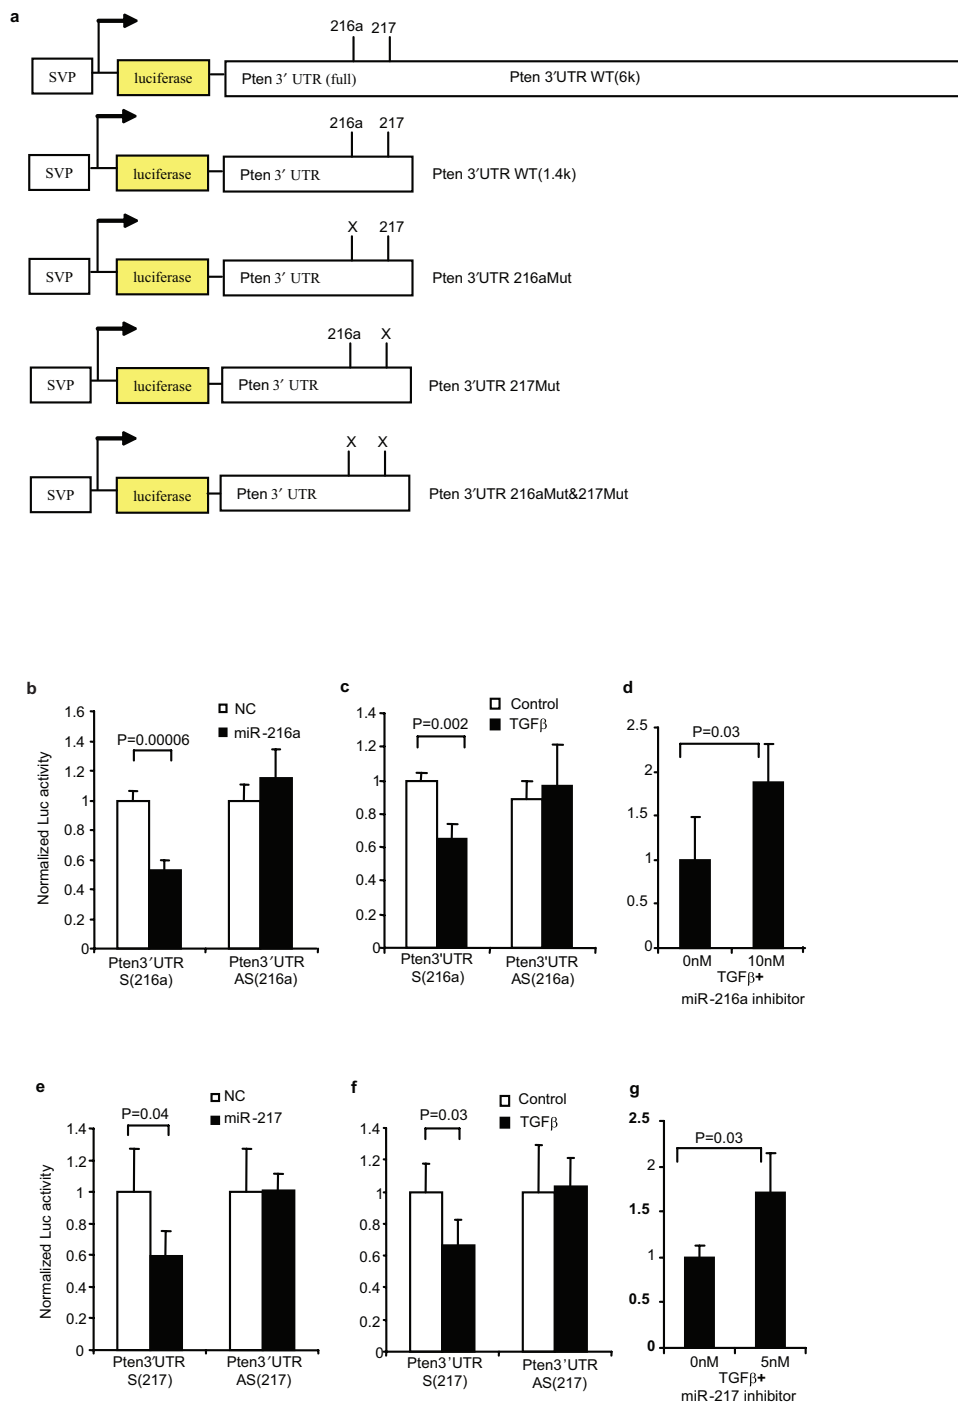 a
216a 217
SVP luciferase Pten 3′ UTR (full) Pten 3′UTR WT(6k)
216a 217
SVP luciferase Pten 3′ UTR Pten 3′UTR WT(1.4k)
X 217
SVP luciferase Pten 3′ UTR Pten 3′UTR 216aMut
216a X
SVP luciferase Pten 3′ UTR Pten 3′UTR 217Mut
X X
SVP luciferase Pten 3′ UTR Pten 3′UTR 216aMut&217Mut
b
NC
miR-216a
P=0.00006
Normalized Luc activity
1.6
1.4
1.2
1
0.8
0.6
0.4
0.2
0
Pten3′UTR Pten3′UTR
S(216a) AS(216a)
c
Control
TGFβ
P=0.002
1.4
1.2
1
0.8
0.6
0.4
0.2
0
Pten3'UTR Pten3'UTR
S(216a) AS(216a)
d
P=0.03
2.5
2
1.5
1
0.5
0
0nM 10nM
TGFβ+
miR-216a inhibitor
e
NC
miR-217
P=0.04
Normalized Luc activity
1.4
1.2
1
0.8
0.6
0.4
0.2
0
Pten3′UTR Pten3′UTR
S(217) AS(217)
f
Control
TGFβ
P=0.03
1.4
1.2
1
0.8
0.6
0.4
0.2
0
Pten3'UTR Pten3'UTR
S(217) AS(217)
g
P=0.03
2.5
2
1.5
1
0.5
0
0nM 5nM
TGFβ+
miR-217 inhibitor